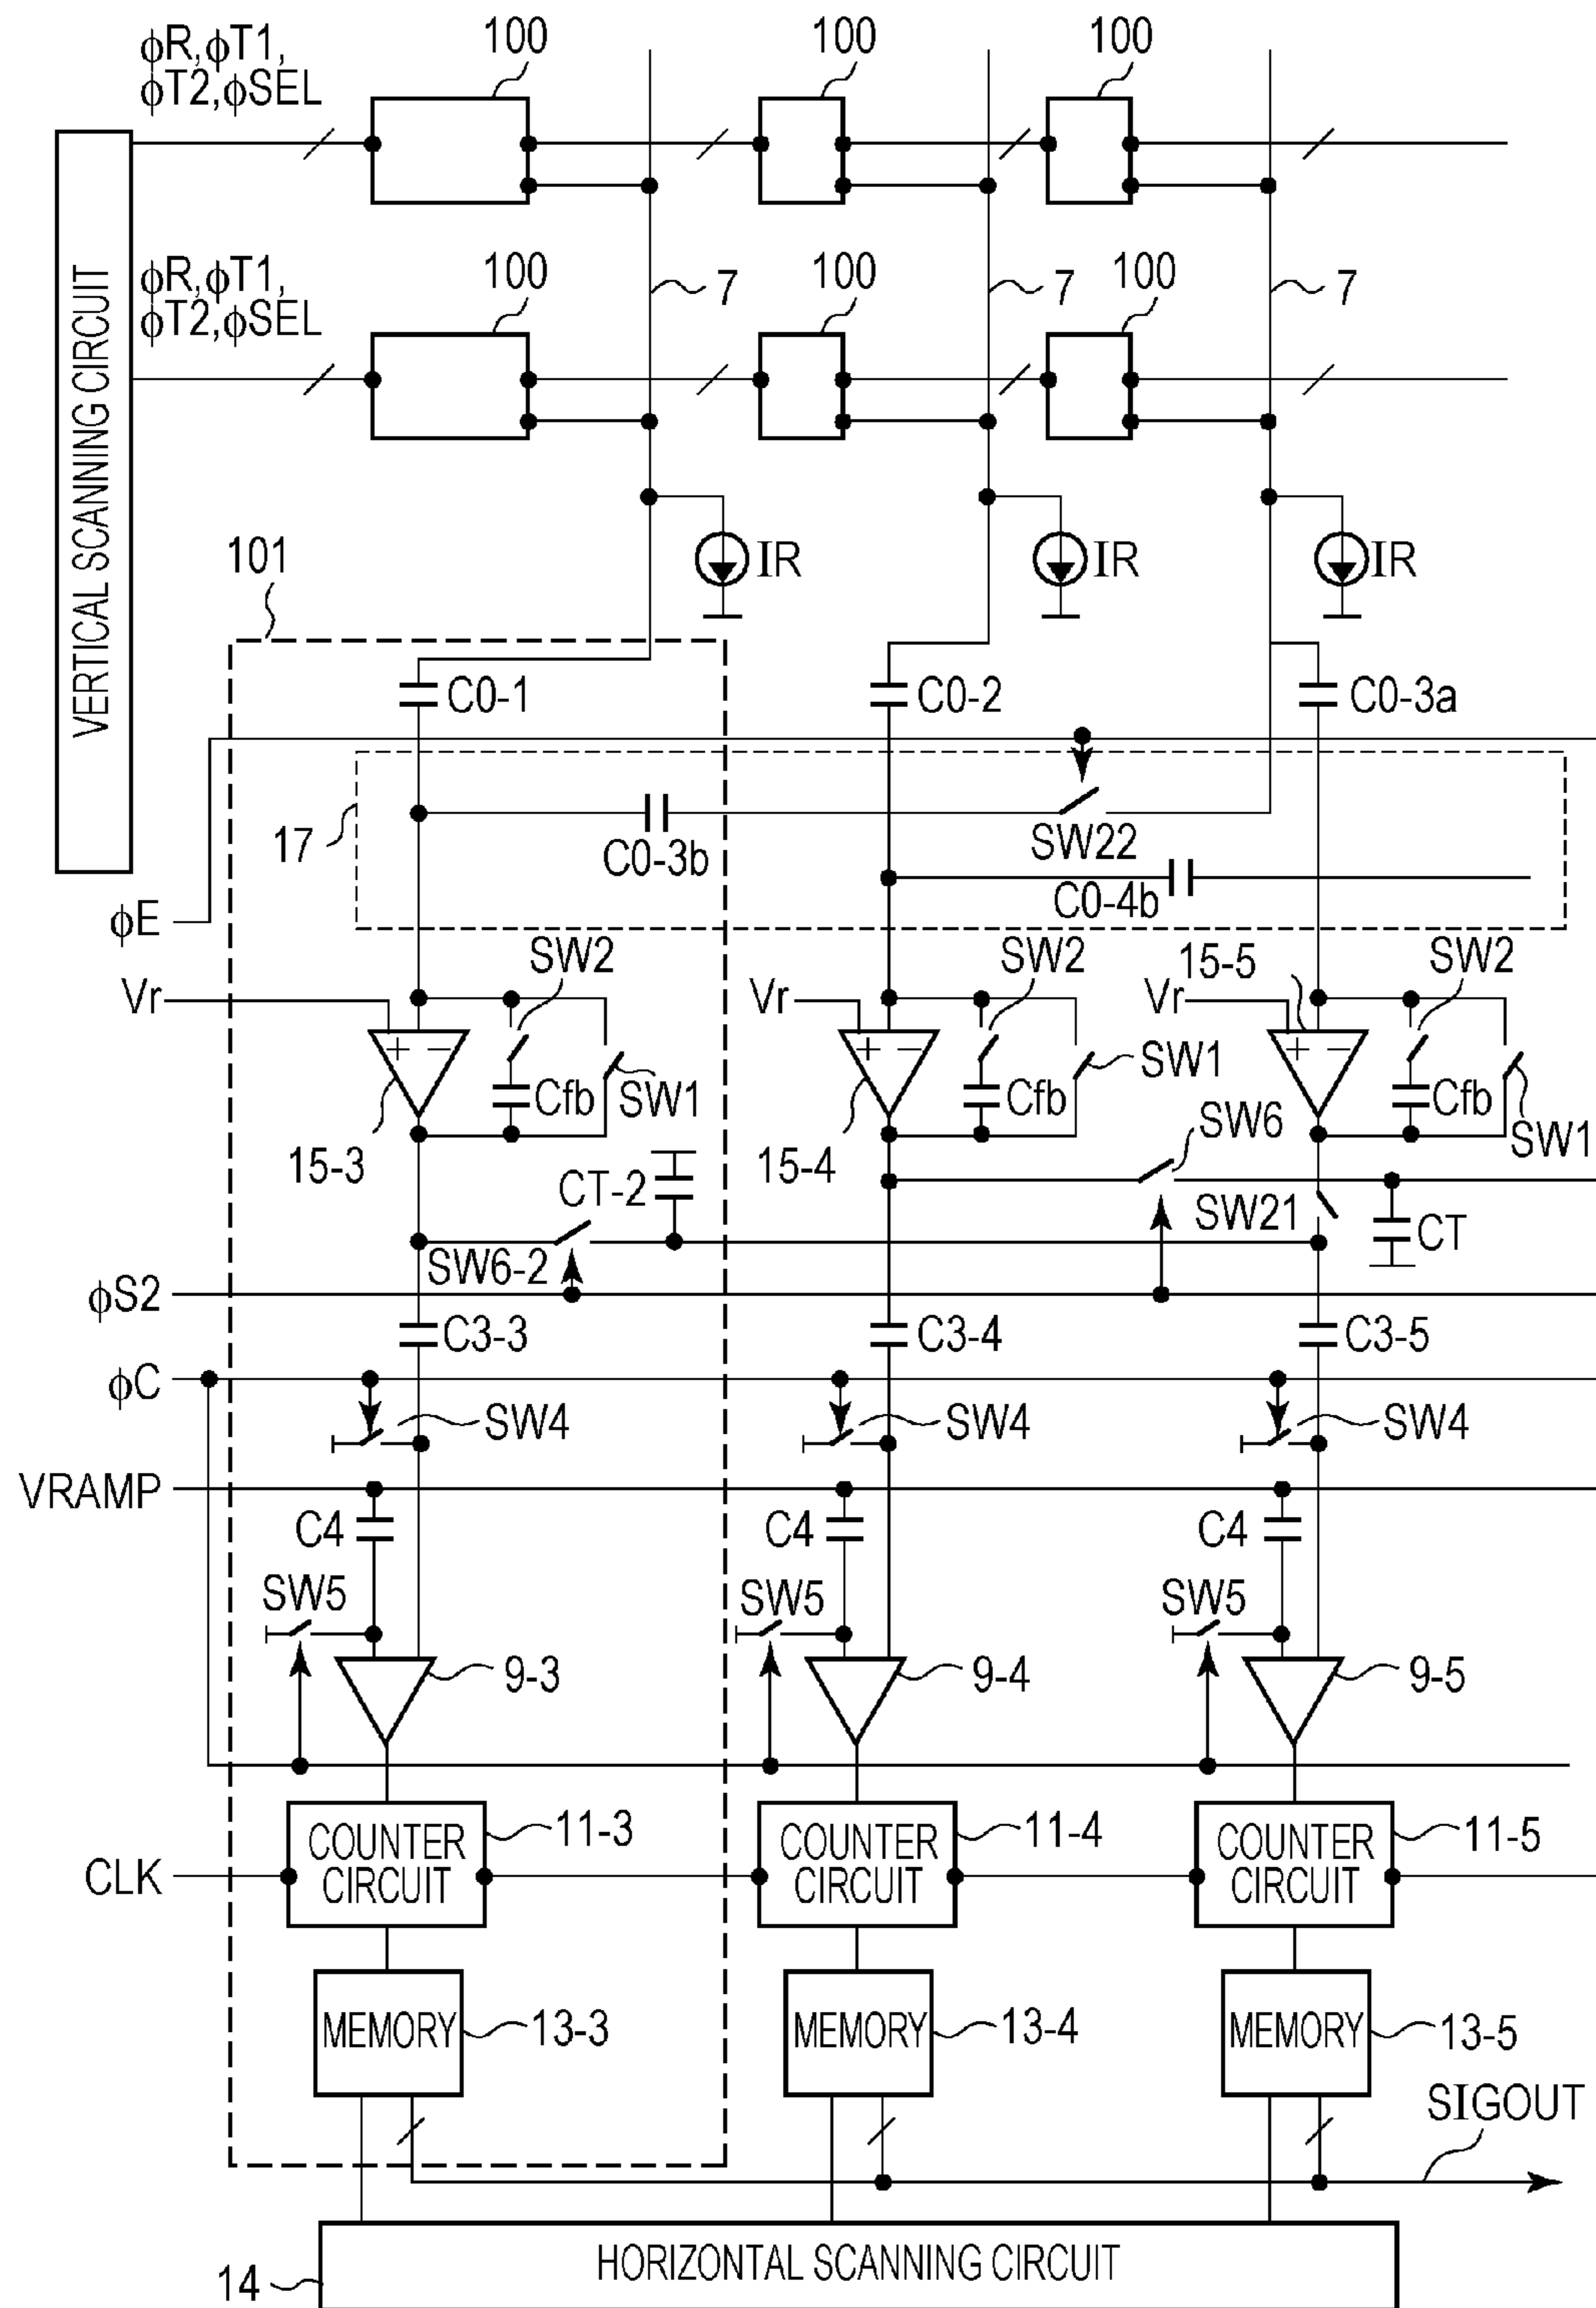 ϕR,ϕT1,
ϕT2,ϕSEL
100
100
100
VERTICAL SCANNING CIRCUIT
ϕR,ϕT1,
ϕT2,ϕSEL
100
7
100
7
100
7
101
IR
IR
IR
C0-1
C0-2
C0-3a
17
C0-3b
SW22
C0-4b
ϕE
SW2
SW2
15-5
SW2
Vr
Vr
Vr
+ −
+ −
+ −
Cfb
SW1
Cfb
SW1
Cfb
SW1
15-3
CT-2
15-4
SW6
SW21
CT
SW6-2
ϕS2
C3-3
C3-4
C3-5
ϕC
SW4
SW4
SW4
VRAMP
C4
C4
C4
SW5
SW5
SW5
9-3
9-4
9-5
COUNTER
CIRCUIT
11-3
COUNTER
CIRCUIT
11-4
COUNTER
CIRCUIT
11-5
CLK
MEMORY
13-3
MEMORY
13-4
MEMORY
13-5
SIGOUT
HORIZONTAL SCANNING CIRCUIT
14